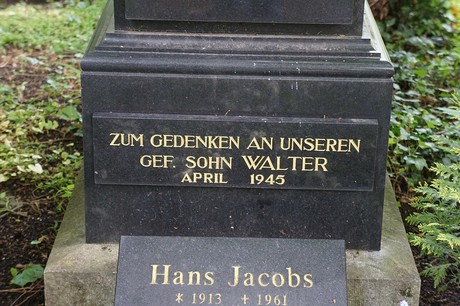 ZUM GEDENKEN AN UNSEREN
GEF. SOHN WALTER
APRIL 1945
Hans Jacobs
* 1913 + 1961